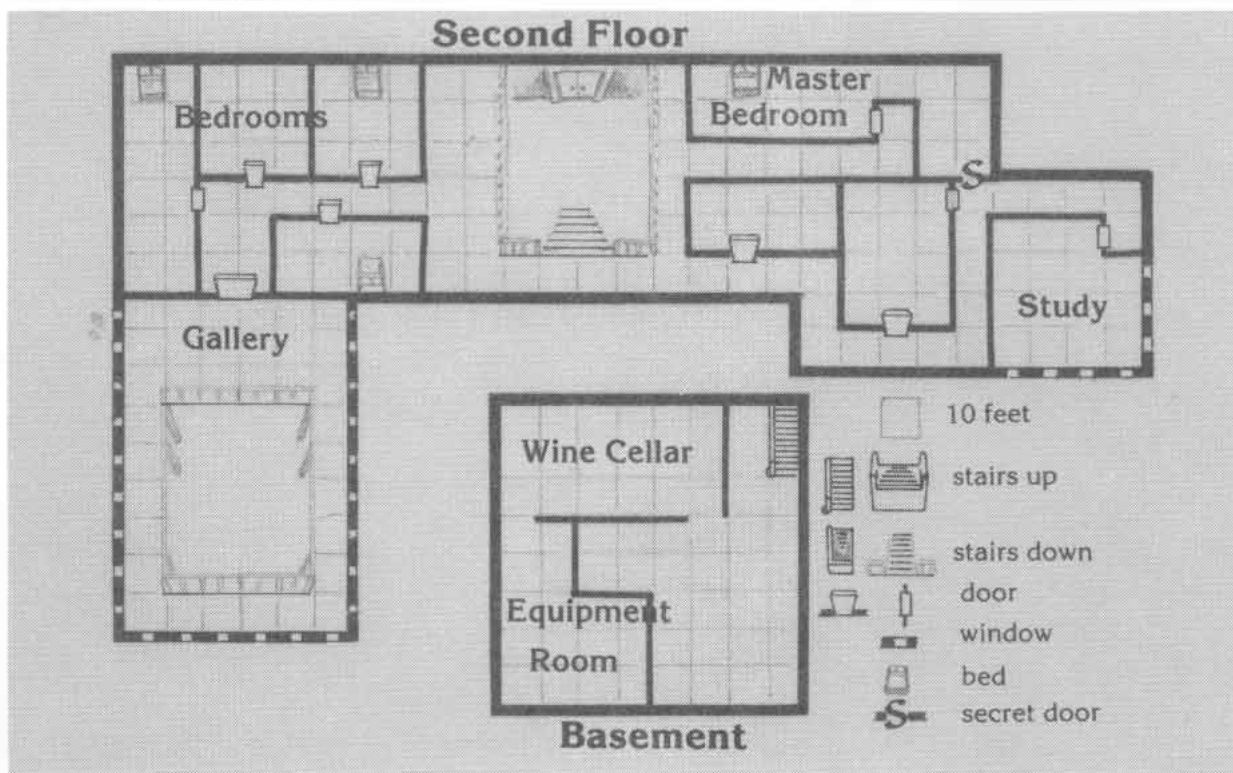 Second Floor
Master
Bedroom
Bedrooms
S
Gallery
Study
10 feet
Wine Cellar
stairs up
stairs down
door
Equipment
Room
window
bed
S secret door
Basement